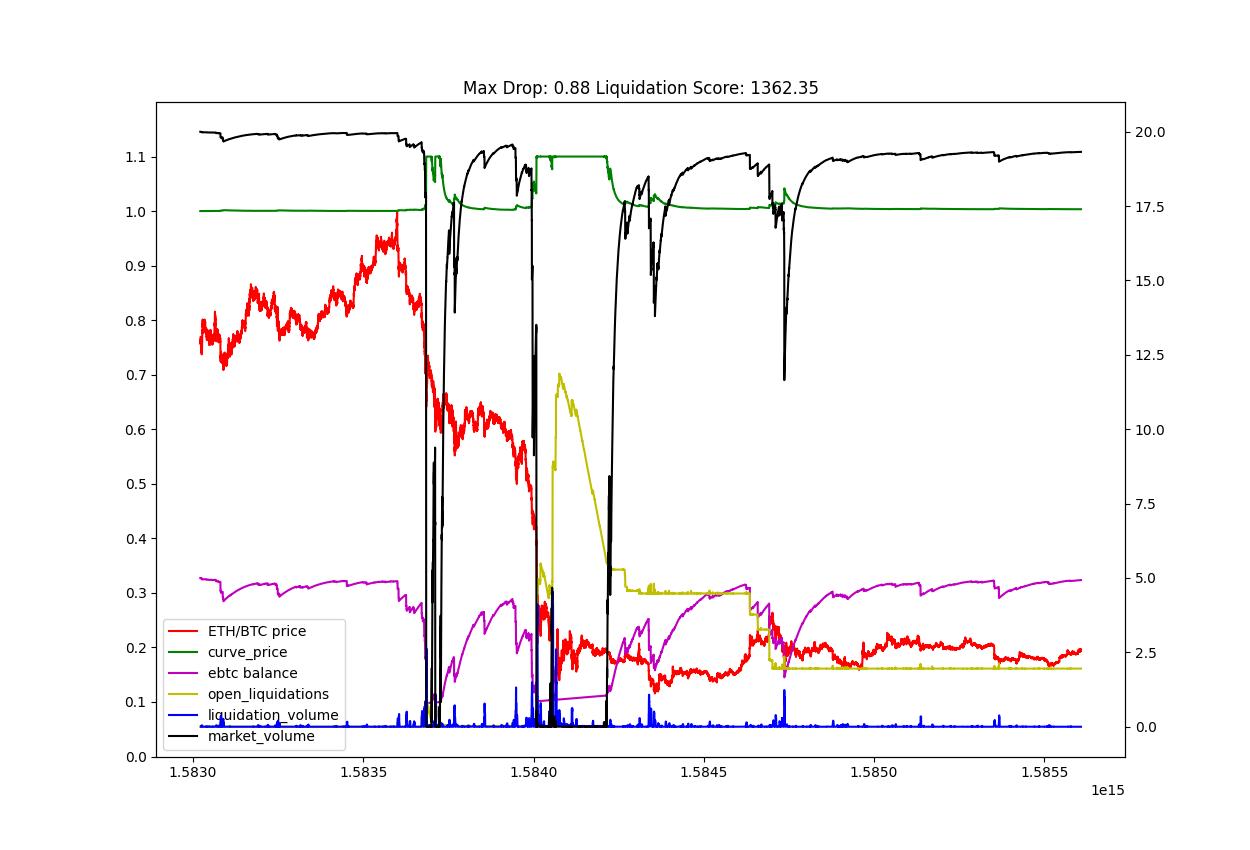 Max Drop: 0.88 Liquidation Score: 1362.35
1.1
1.0
0.9
0.8
0.7
0.6
0.5
0.4
0.3
0.2
0.1
0.0
20.0
17.5
15.0
12.5
10.0
7.5
5.0
2.5
0.0
ETH/BTC price
curve_price
ebtc balance
open_liquidations
liquidation_volume
market_volume
1.5830 1.5835 1.5840 1.5845 1.5850 1.5855
1e15